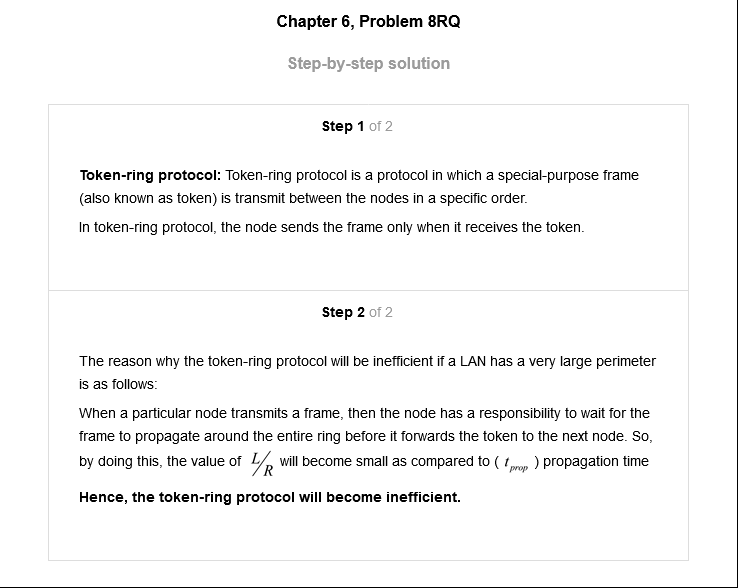 Chapter 6, Problem 8RQ
Step-by-step solution
Step 1 of 2
Token-ring protocol: Token-ring protocol is a protocol in which a special-purpose frame
(also known as token) is transmit between the nodes in a specific order.
In token-ring protocol, the node sends the frame only when it receives the token.
Step 2 of 2
The reason why the token-ring protocol will be inefficient if a LAN has a very large perimeter
is as follows:
When a particular node transmits a frame, then the node has a responsibility to wait for the
frame to propagate around the entire ring before it forwards the token to the next node. So,
by doing this, the value of L/R will become small as compared to ( t_prop ) propagation time
Hence, the token-ring protocol will become inefficient.